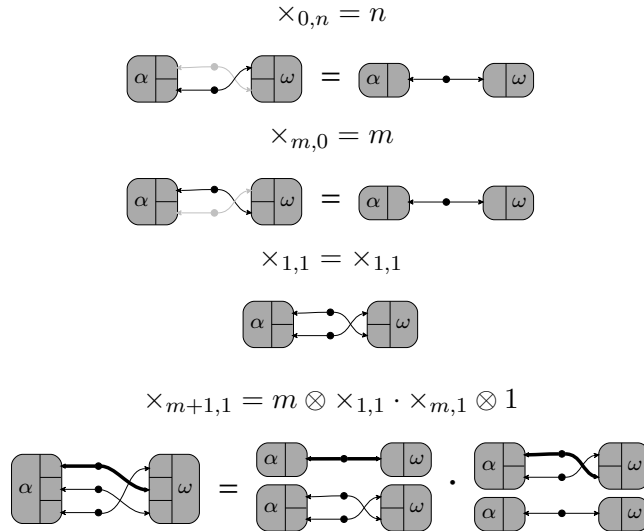 ×₀,ₙ = n
α ω = α ω
×ₘ,₀ = m
α ω = α ω
×₁,₁ = ×₁,₁
α ω
×ₘ₊₁,₁ = m ⊗ ×₁,₁ · ×ₘ,₁ ⊗ 1
α ω = α ω α ω · α ω α ω